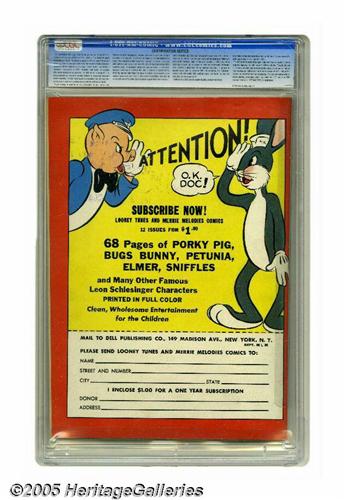 ATTENTION!
O.K. DOC!
SUBSCRIBE NOW!
LOONEY TUNES AND MERRIE MELODIES COMICS
12 ISSUES FOR $1.00
68 Pages of PORKY PIG,
BUGS BUNNY, PETUNIA,
ELMER, SNIFFLES
and Many Other Famous
Leon Schlesinger Characters
PRINTED IN FULL COLOR
Clean, Wholesome Entertainment
for the Children
MAIL TO DELL PUBLISHING CO., 149 MADISON AVE., NEW YORK, N. Y.
PLEASE SEND LOONEY TUNES AND MERRIE MELODIES COMICS TO:
NAME
STREET AND NUMBER
CITY STATE
I ENCLOSE $1.00 FOR A ONE YEAR SUBSCRIPTION
DONOR
ADDRESS
©2005 HeritageGalleries